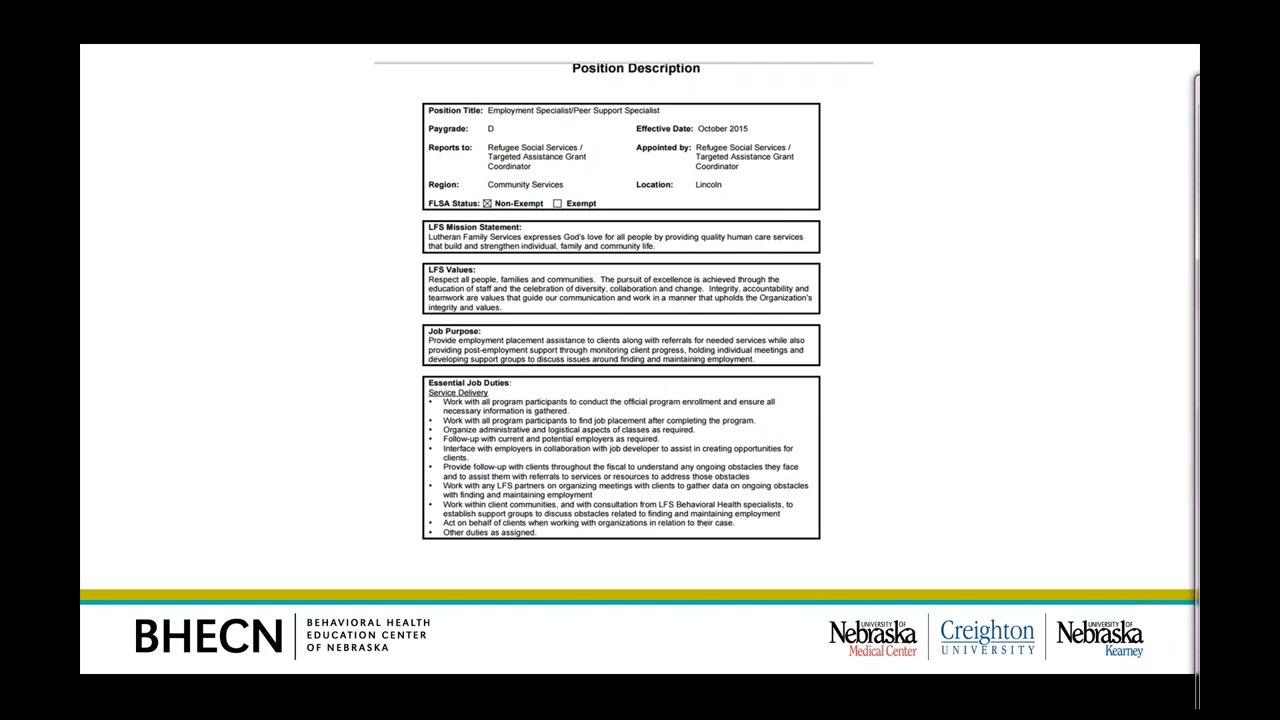 Position Description
Position Title: Employment Specialist/Peer Support Specialist
Paygrade: D Effective Date: October 2015
Reports to: Refugee Social Services / Appointed by: Refugee Social Services /
Targeted Assistance Grant Targeted Assistance Grant
Coordinator Coordinator
Region: Community Services Location: Lincoln
FLSA Status: ☒ Non-Exempt ☐ Exempt
LFS Mission Statement:
Lutheran Family Services expresses God's love for all people by providing quality human care services
that build and strengthen individual, family and community life.
LFS Values:
Respect all people, families and communities. The pursuit of excellence is achieved through the
education of staff and the celebration of diversity, collaboration and change. Integrity, accountability and
teamwork are values that guide our communication and work in a manner that upholds the Organization's
integrity and values.
Job Purpose:
Provide employment placement assistance to clients along with referrals for needed services while also
providing post-employment support through monitoring client progress, holding individual meetings and
developing support groups to discuss issues around finding and maintaining employment.
Essential Job Duties:
Service Delivery
• Work with all program participants to conduct the official program enrollment and ensure all
necessary information is gathered.
• Work with all program participants to find job placement after completing the program.
• Organize administrative and logistical aspects of classes as required.
• Follow-up with current and potential employers as required.
• Interface with employers in collaboration with job developer to assist in creating opportunities for
clients.
• Provide follow-up with clients throughout the fiscal to understand any ongoing obstacles they face
and to assist them with referrals to services or resources to address those obstacles
• Work with any LFS partners on organizing meetings with clients to gather data on ongoing obstacles
with finding and maintaining employment
• Work within client communities, and with consultation from LFS Behavioral Health specialists, to
establish support groups to discuss obstacles related to finding and maintaining employment
• Act on behalf of clients when working with organizations in relation to their case.
• Other duties as assigned.
BHECN
BEHAVIORAL HEALTH
EDUCATION CENTER
OF NEBRASKA
UNIVERSITY OF
Nebraska
Medical Center
Creighton
UNIVERSITY
UNIVERSITY OF
Nebraska
Kearney